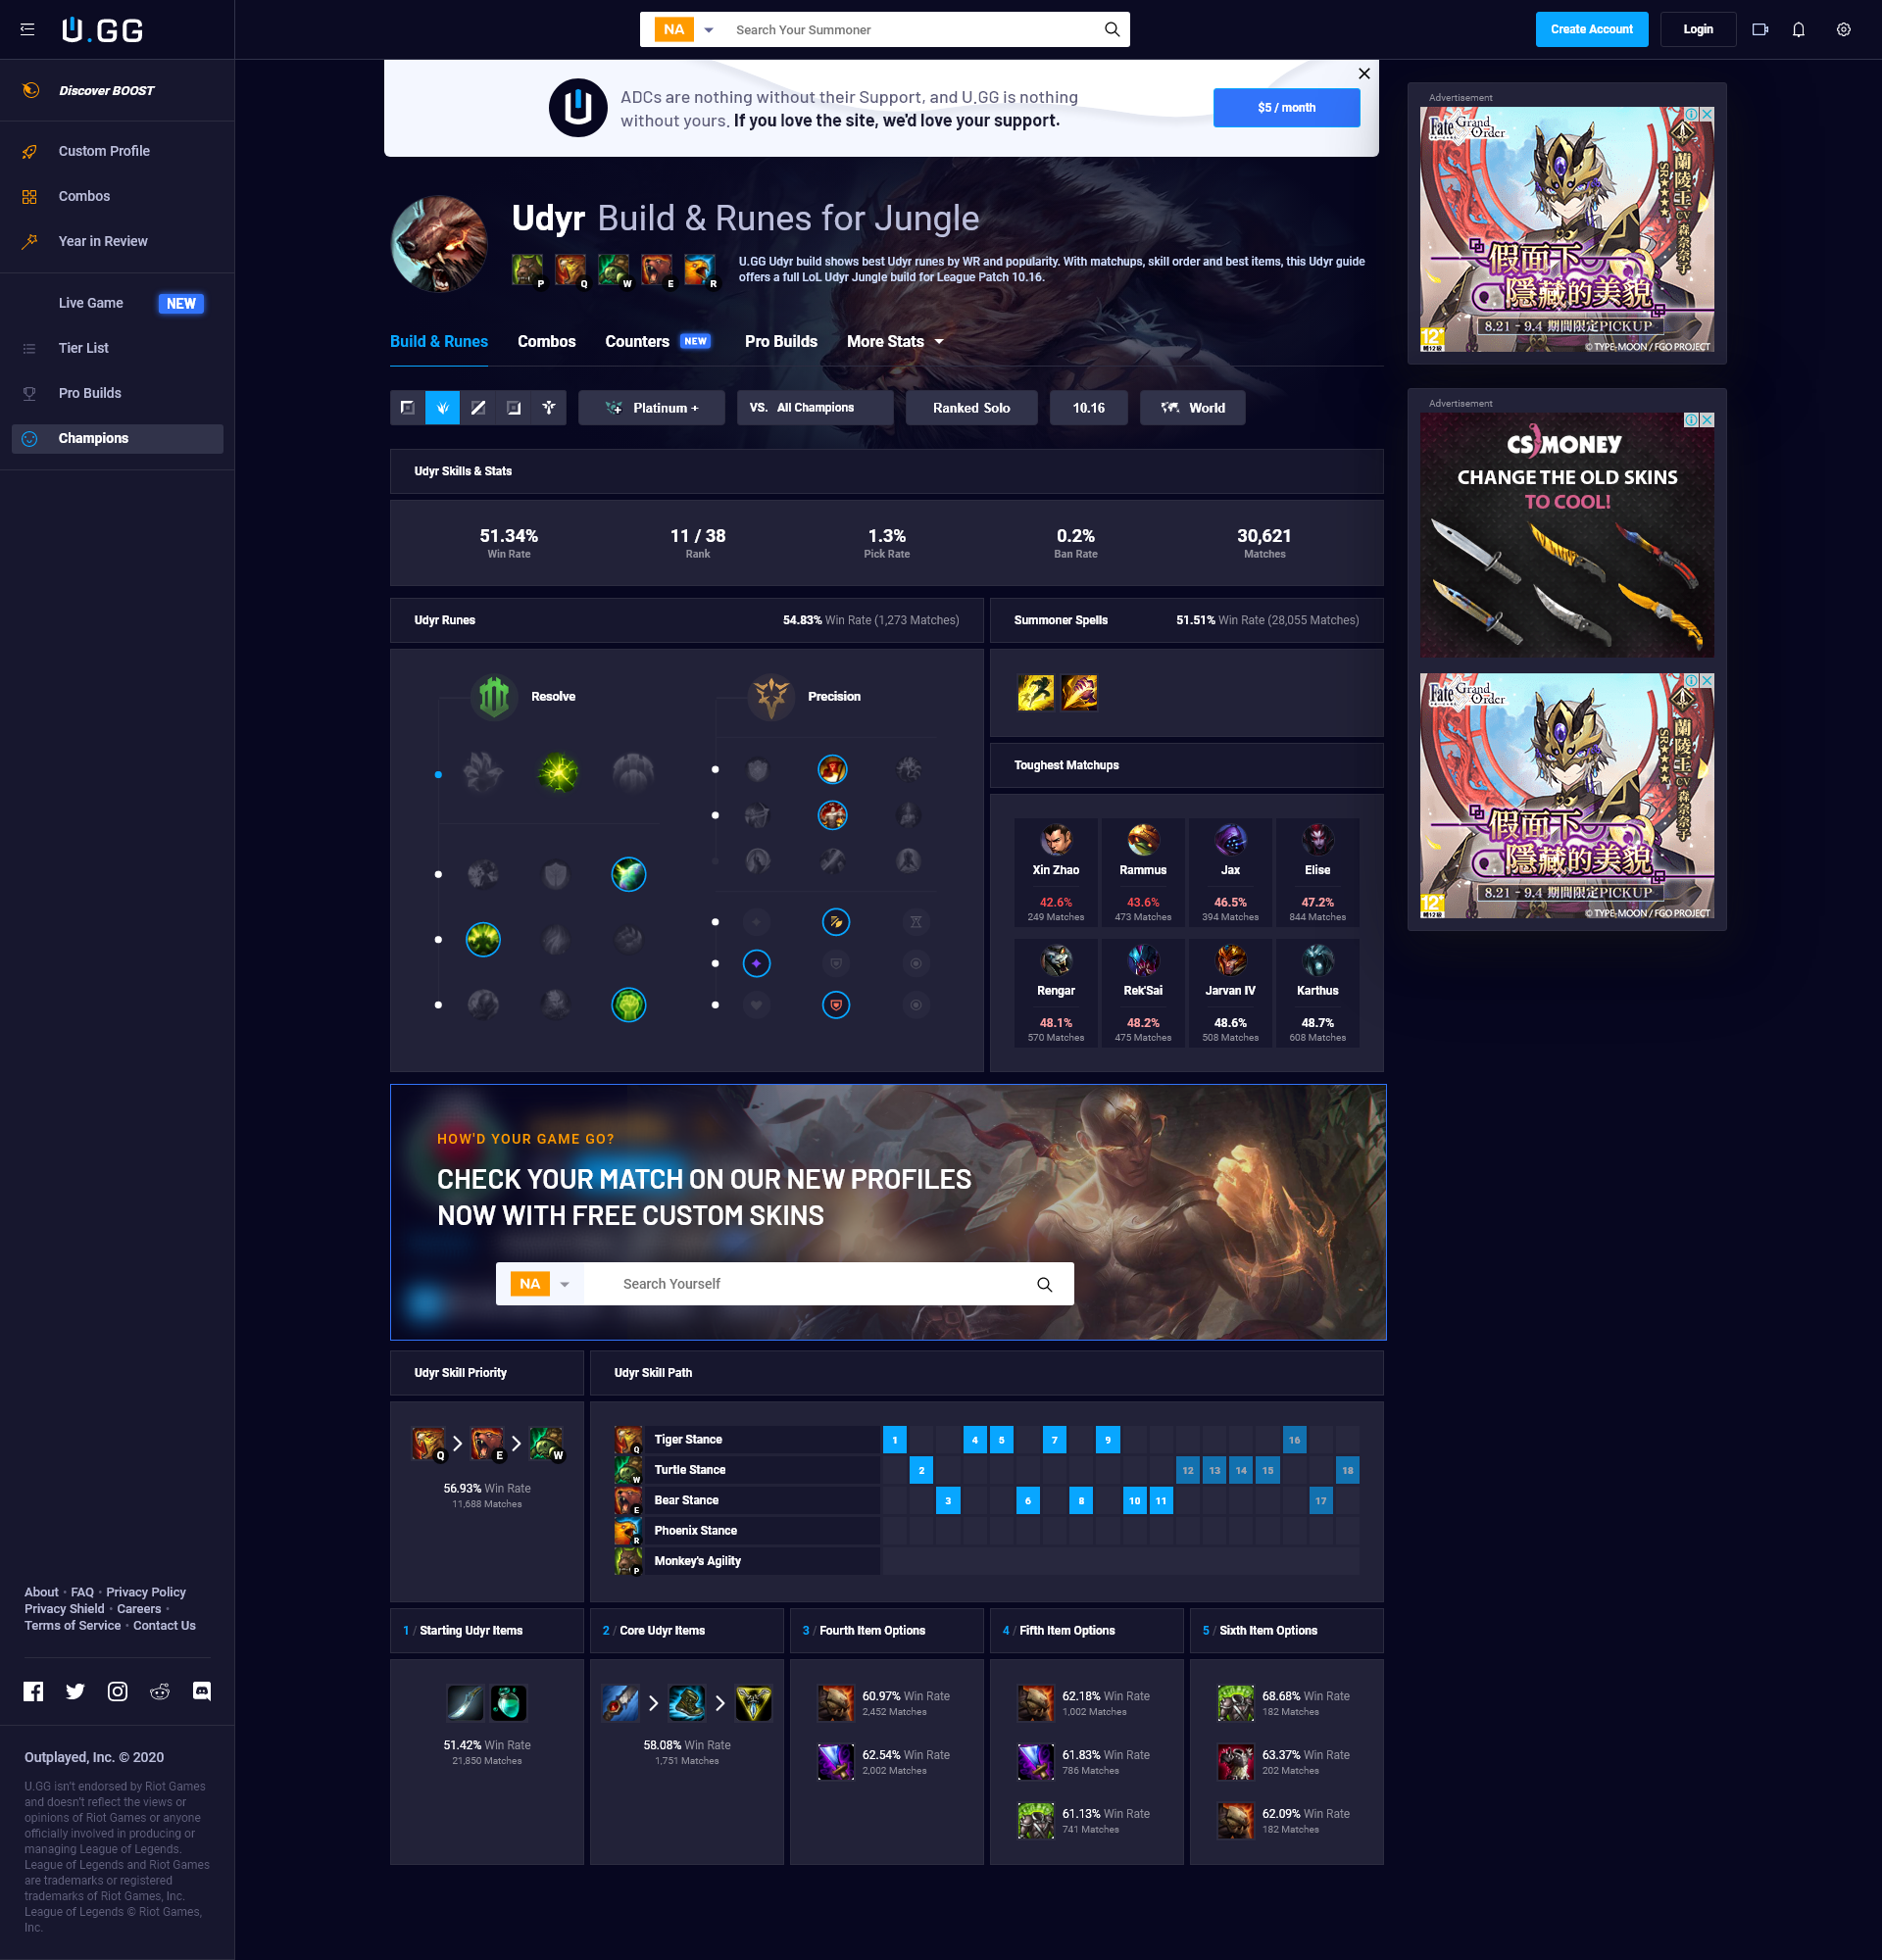 U.GG
NA
Search Your Summoner
Create Account
Login
Discover BOOST
Custom Profile
Combos
Year in Review
Live Game NEW
Tier List
Pro Builds
Champions
About • FAQ • Privacy Policy
Privacy Shield • Careers •
Terms of Service • Contact Us
Outplayed, Inc. © 2020
U.GG isn't endorsed by Riot Games
and doesn't reflect the views or
opinions of Riot Games or anyone
officially involved in producing or
managing League of Legends.
League of Legends and Riot Games
are trademarks or registered
trademarks of Riot Games, Inc.
League of Legends © Riot Games,
Inc.
ADCs are nothing without their Support, and U.GG is nothing
without yours. If you love the site, we'd love your support.
$5 / month
Udyr Build & Runes for Jungle
P Q W E R
U.GG Udyr build shows best Udyr runes by WR and popularity. With matchups, skill order and best items, this Udyr guide
offers a full LoL Udyr Jungle build for League Patch 10.16.
Build & Runes Combos Counters NEW Pro Builds More Stats
Platinum + VS. All Champions Ranked Solo 10.16 World
Udyr Skills & Stats
51.34% 11 / 38 1.3% 0.2% 30,621
Win Rate Rank Pick Rate Ban Rate Matches
Udyr Runes 54.83% Win Rate (1,273 Matches)
Resolve Precision
Summoner Spells 51.51% Win Rate (28,055 Matches)
Toughest Matchups
Xin Zhao Rammus Jax Elise
42.6% 43.6% 46.5% 47.2%
249 Matches 473 Matches 394 Matches 844 Matches
Rengar Rek'Sai Jarvan IV Karthus
48.1% 48.2% 48.6% 48.7%
570 Matches 475 Matches 508 Matches 608 Matches
HOW'D YOUR GAME GO?
CHECK YOUR MATCH ON OUR NEW PROFILES
NOW WITH FREE CUSTOM SKINS
NA
Search Yourself
Udyr Skill Priority
Q E W
56.93% Win Rate
11,688 Matches
Udyr Skill Path
Q Tiger Stance 1 4 5 7 9 16
W Turtle Stance 2 12 13 14 15 18
E Bear Stance 3 6 8 10 11 17
R Phoenix Stance
P Monkey's Agility
1 / Starting Udyr Items
51.42% Win Rate
21,850 Matches
2 / Core Udyr Items
58.08% Win Rate
1,751 Matches
3 / Fourth Item Options
60.97% Win Rate
2,452 Matches
62.54% Win Rate
2,002 Matches
4 / Fifth Item Options
62.18% Win Rate
1,002 Matches
61.83% Win Rate
786 Matches
61.13% Win Rate
741 Matches
5 / Sixth Item Options
68.68% Win Rate
182 Matches
63.37% Win Rate
202 Matches
62.09% Win Rate
182 Matches
Advertisement
Fate Grand Order
蘭陵王
CV 森奈奈子
SR★★★★
假面下
隱藏的美貌
8.21 - 9.4 期間限定PICKUP
12+
© TYPE-MOON / FGO PROJECT
Advertisement
CS MONEY
CHANGE THE OLD SKINS
TO COOL!
Fate Grand Order
蘭陵王
CV 森奈奈子
SR★★★★
假面下
隱藏的美貌
8.21 - 9.4 期間限定PICKUP
12+
© TYPE-MOON / FGO PROJECT